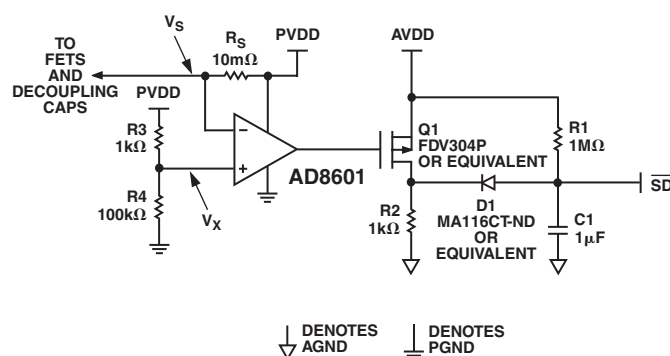 VS
RS
10mΩ
PVDD
AVDD
TO
FETS
AND
DECOUPLING
CAPS
PVDD
R3
1kΩ
R4
100kΩ
VX
−
+
AD8601
Q1
FDV304P
OR EQUIVALENT
R1
1MΩ
SD
R2
1kΩ
D1
MA116CT-ND
OR
EQUIVALENT
C1
1μF
DENOTES
AGND
DENOTES
PGND